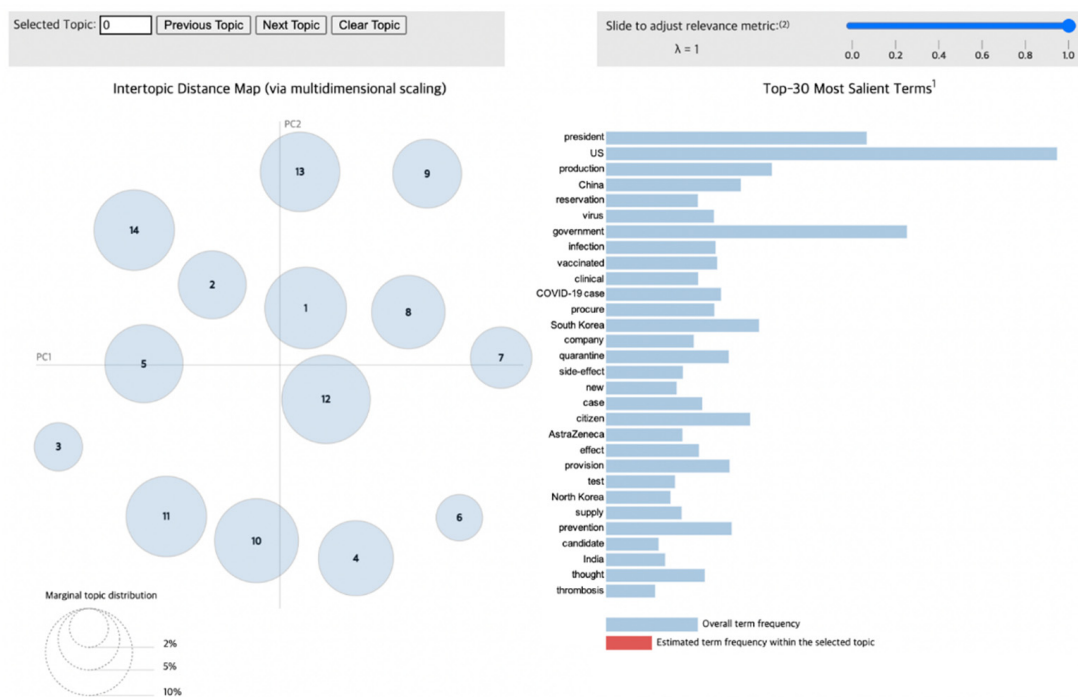 Selected Topic: 0 Previous Topic Next Topic Clear Topic
Slide to adjust relevance metric:(2)
λ = 1
0.0 0.2 0.4 0.6 0.8 1.0
Intertopic Distance Map (via multidimensional scaling)
PC2
PC1
13
9
14
2
1
8
7
5
12
3
11
10
4
6
Marginal topic distribution
2%
5%
10%
Top-30 Most Salient Terms1
president
US
production
China
reservation
virus
government
infection
vaccinated
clinical
COVID-19 case
procure
South Korea
company
quarantine
side-effect
new
case
citizen
AstraZeneca
effect
provision
test
North Korea
supply
prevention
candidate
India
thought
thrombosis
Overall term frequency
Estimated term frequency within the selected topic